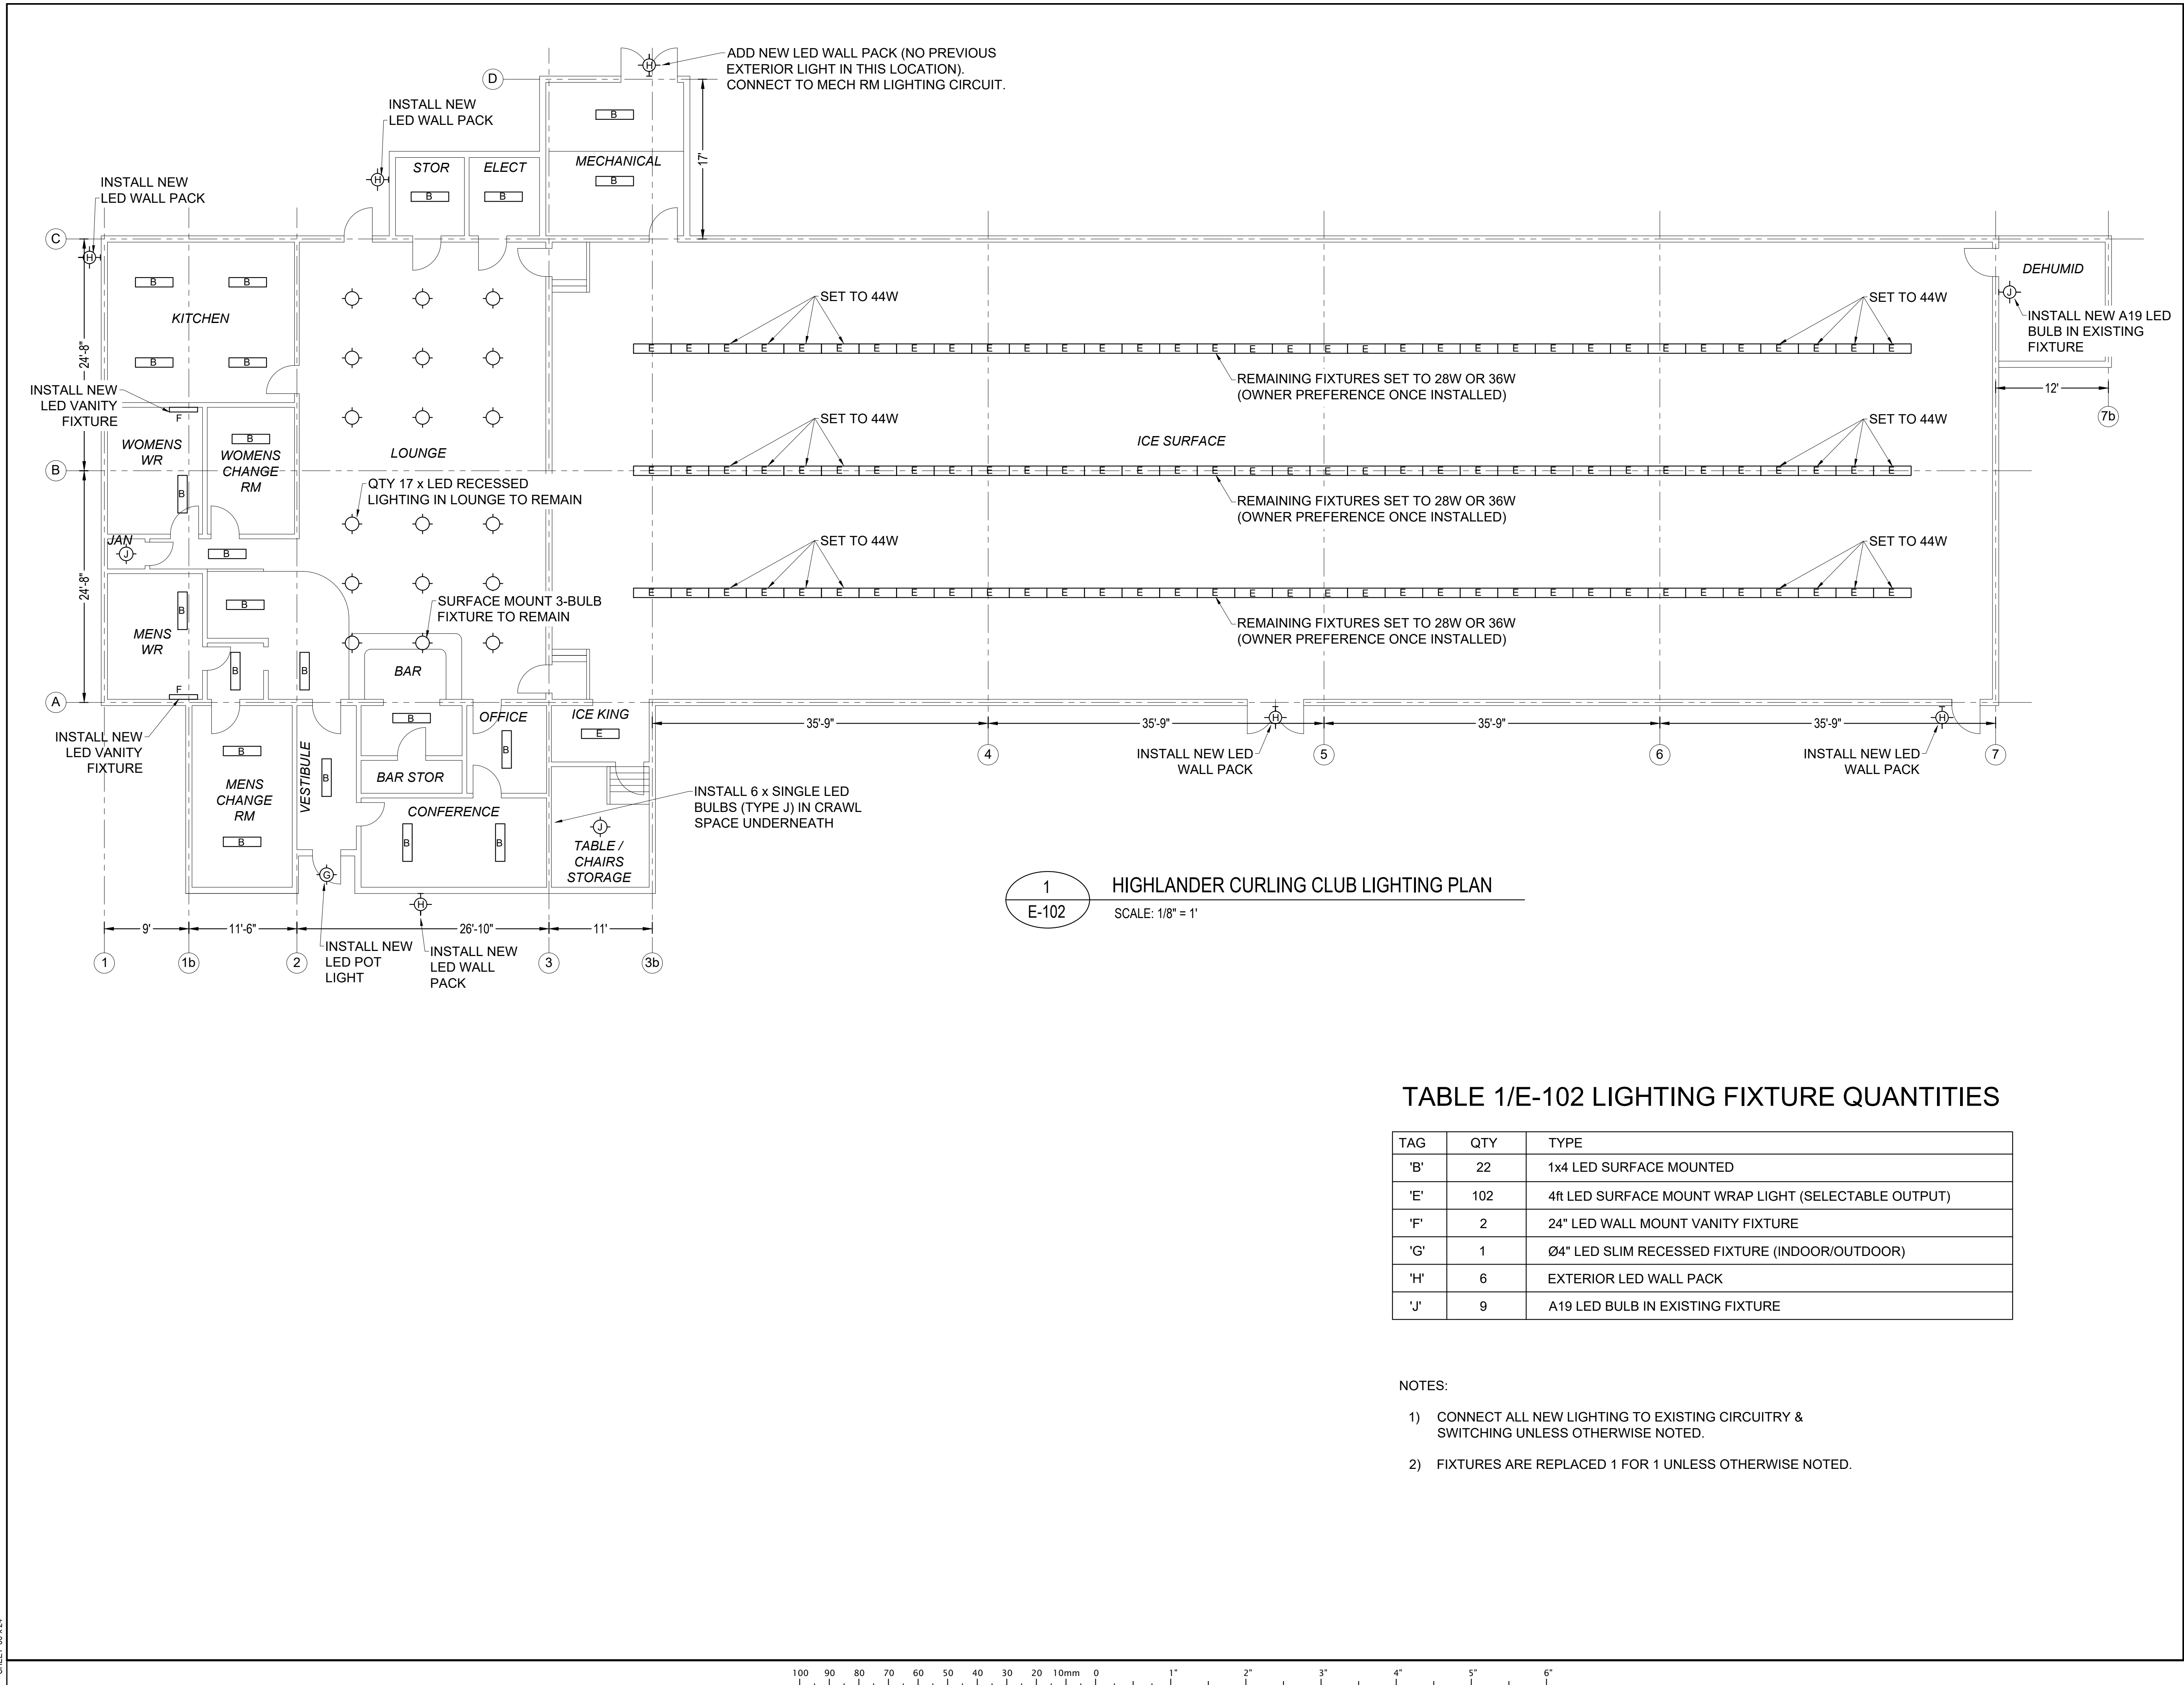 ADD NEW LED WALL PACK (NO PREVIOUS
EXTERIOR LIGHT IN THIS LOCATION).
CONNECT TO MECH RM LIGHTING CIRCUIT.
H
D
INSTALL NEW
LED WALL PACK
B
17'
STOR
ELECT
MECHANICAL
H
B
B
B
INSTALL NEW
LED WALL PACK
C
H
DEHUMID
B
B
J
KITCHEN
SET TO 44W
SET TO 44W
INSTALL NEW A19 LED
BULB IN EXISTING
FIXTURE
24'-8"
E E E E E E E E E E E E E E E E E E E E E E E E E E E E E E E E E E
B
B
REMAINING FIXTURES SET TO 28W OR 36W
(OWNER PREFERENCE ONCE INSTALLED)
12'
7b
INSTALL NEW
LED VANITY
FIXTURE
F
SET TO 44W
SET TO 44W
WOMENS
WR
B
WOMENS
CHANGE
RM
LOUNGE
ICE SURFACE
B
E E E E E E E E E E E E E E E E E E E E E E E E E E E E E E E E E E
B
QTY 17 x LED RECESSED
LIGHTING IN LOUNGE TO REMAIN
REMAINING FIXTURES SET TO 28W OR 36W
(OWNER PREFERENCE ONCE INSTALLED)
JAN
J
B
SET TO 44W
SET TO 44W
24'-8"
E E E E E E E E E E E E E E E E E E E E E E E E E E E E E E E E E E
B
B
SURFACE MOUNT 3-BULB
FIXTURE TO REMAIN
REMAINING FIXTURES SET TO 28W OR 36W
(OWNER PREFERENCE ONCE INSTALLED)
MENS
WR
BAR
B
B
F
A
B
OFFICE
ICE KING
E
35'-9"
35'-9"
35'-9"
35'-9"
H
H
INSTALL NEW
LED VANITY
FIXTURE
B
B
4
5
6
7
INSTALL NEW LED
WALL PACK
INSTALL NEW LED
WALL PACK
VESTIBULE
B
BAR STOR
MENS
CHANGE
RM
CONFERENCE
INSTALL 6 x SINGLE LED
BULBS (TYPE J) IN CRAWL
SPACE UNDERNEATH
B
B
B
J
TABLE /
CHAIRS
STORAGE
G
H
1
E-102
HIGHLANDER CURLING CLUB LIGHTING PLAN
SCALE: 1/8" = 1'
9'
11'-6"
26'-10"
11'
INSTALL NEW
LED POT
LIGHT
INSTALL NEW
LED WALL
PACK
1
1b
2
3
3b
TABLE 1/E-102 LIGHTING FIXTURE QUANTITIES
TAG QTY TYPE
'B' 22 1x4 LED SURFACE MOUNTED
'E' 102 4ft LED SURFACE MOUNT WRAP LIGHT (SELECTABLE OUTPUT)
'F' 2 24" LED WALL MOUNT VANITY FIXTURE
'G' 1 Ø4" LED SLIM RECESSED FIXTURE (INDOOR/OUTDOOR)
'H' 6 EXTERIOR LED WALL PACK
'J' 9 A19 LED BULB IN EXISTING FIXTURE
NOTES:
1) CONNECT ALL NEW LIGHTING TO EXISTING CIRCUITRY &
SWITCHING UNLESS OTHERWISE NOTED.
2) FIXTURES ARE REPLACED 1 FOR 1 UNLESS OTHERWISE NOTED.
100 90 80 70 60 50 40 30 20 10mm 0 1" 2" 3" 4" 5" 6"